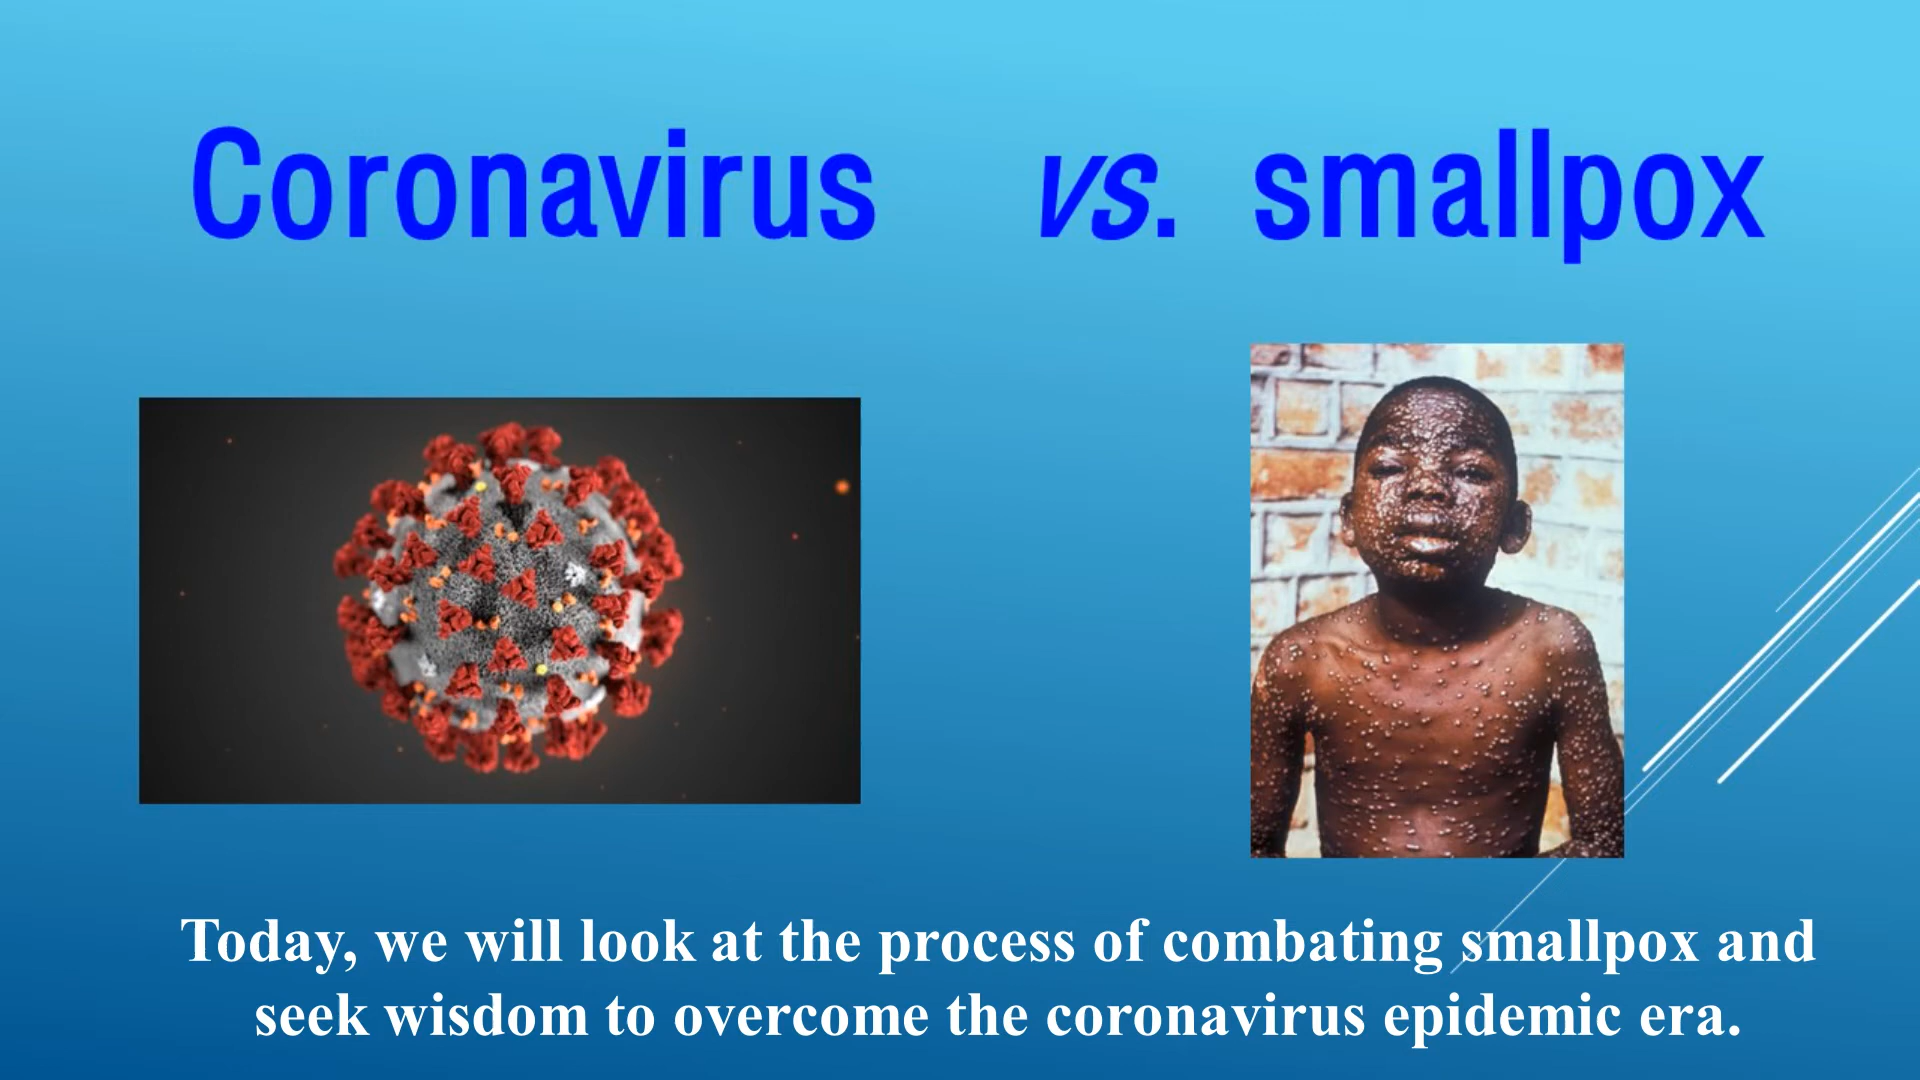 Coronavirus vs. smallpox
Today, we will look at the process of combating smallpox and
seek wisdom to overcome the coronavirus epidemic era.